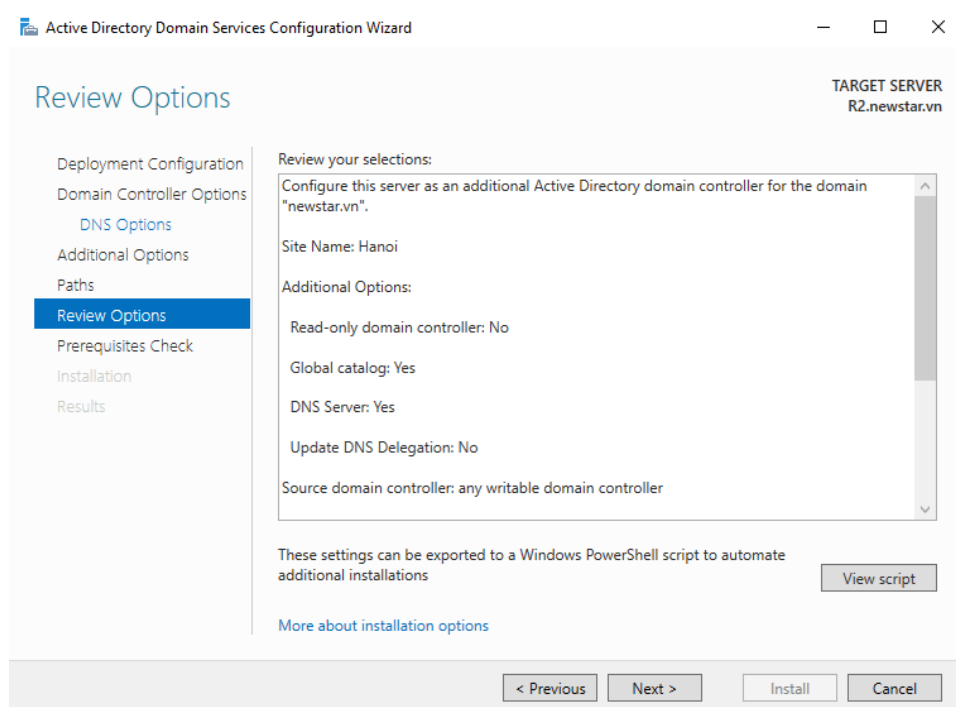 Active Directory Domain Services Configuration Wizard
Review Options
TARGET SERVER
R2.newstar.vn
Deployment Configuration
Domain Controller Options
DNS Options
Additional Options
Paths
Review Options
Prerequisites Check
Installation
Results
Review your selections:
Configure this server as an additional Active Directory domain controller for the domain
"newstar.vn".
Site Name: Hanoi
Additional Options:
Read-only domain controller: No
Global catalog: Yes
DNS Server: Yes
Update DNS Delegation: No
Source domain controller: any writable domain controller
These settings can be exported to a Windows PowerShell script to automate
additional installations
View script
More about installation options
< Previous
Next >
Install
Cancel